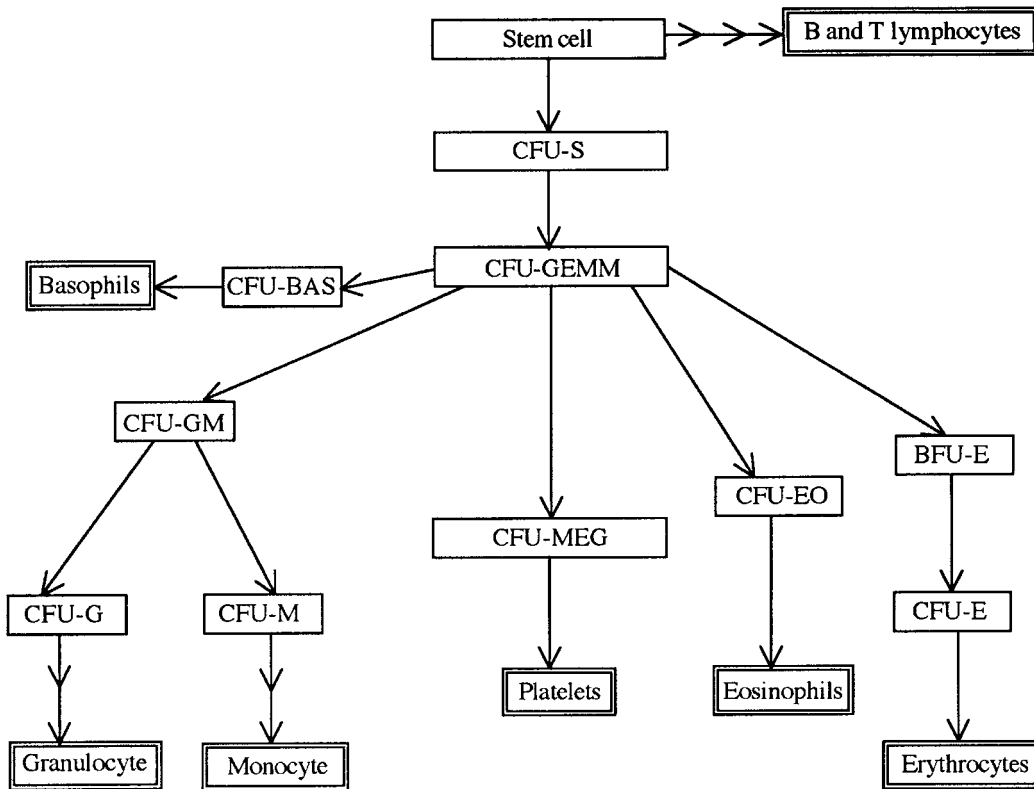 Stem cell
B and T lymphocytes
CFU-S
CFU-GEMM
Basophils
CFU-BAS
CFU-GM
BFU-E
CFU-EO
CFU-MEG
CFU-G
CFU-M
CFU-E
Platelets
Eosinophils
Granulocyte
Monocyte
Erythrocytes